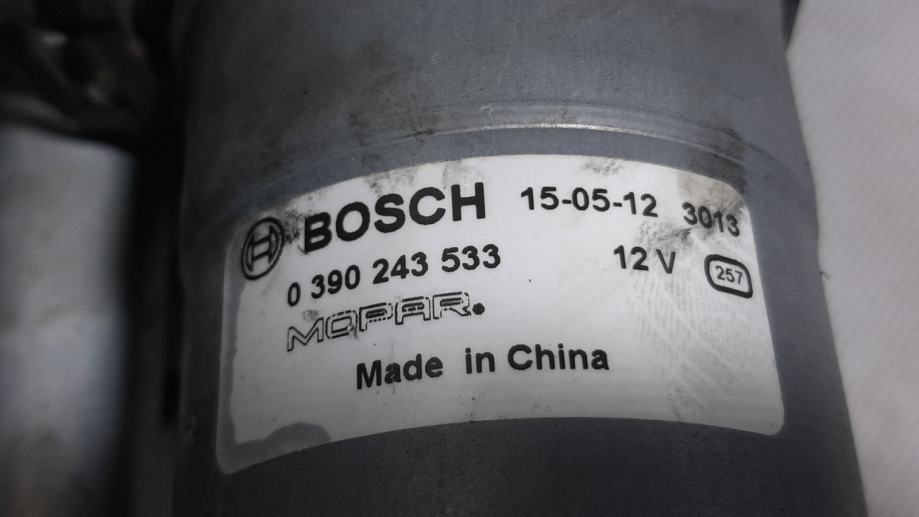 BOSCH 15-05-12 3013
0 390 243 533 12 V 257
MOPAR.
Made in China